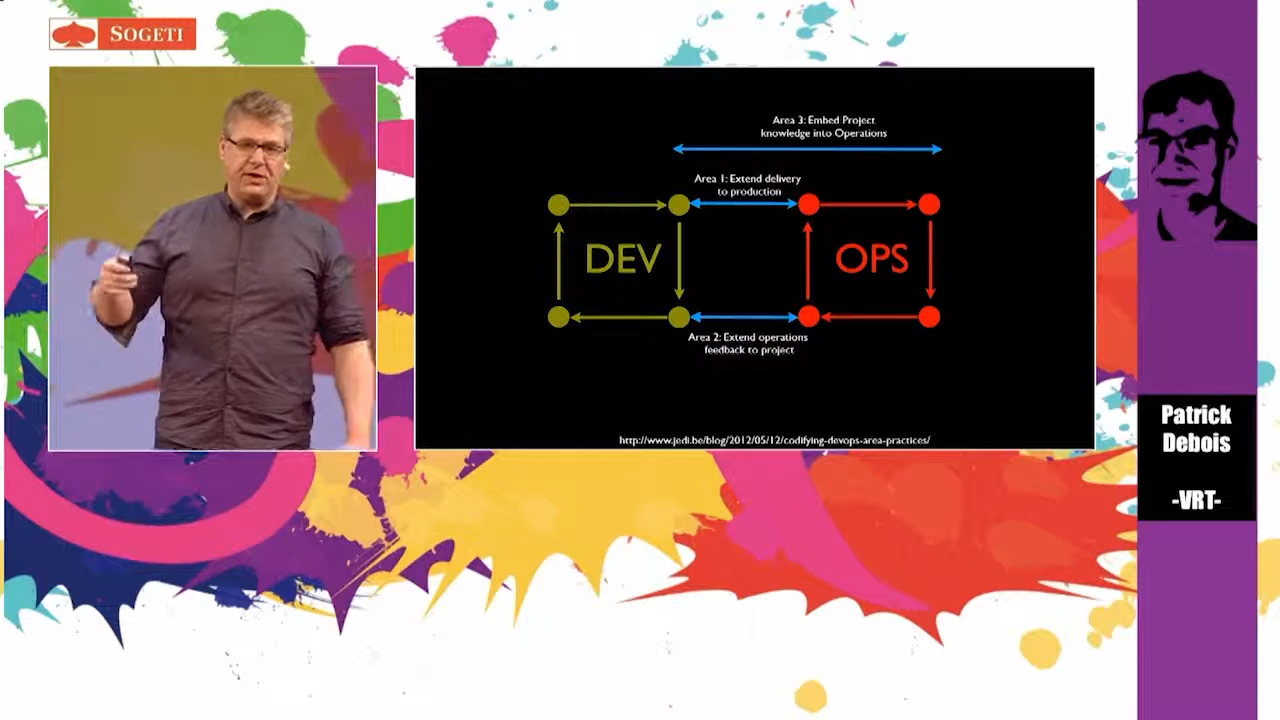 SOGETI
Area 3: Embed Project
knowledge into Operations
Area 1: Extend delivery
to production
DEV
OPS
Area 2: Extend operations
feedback to project
http://www.jedi.be/blog/2012/05/12/codifying-devops-area-practices/
Patrick
Debois
-VRT-